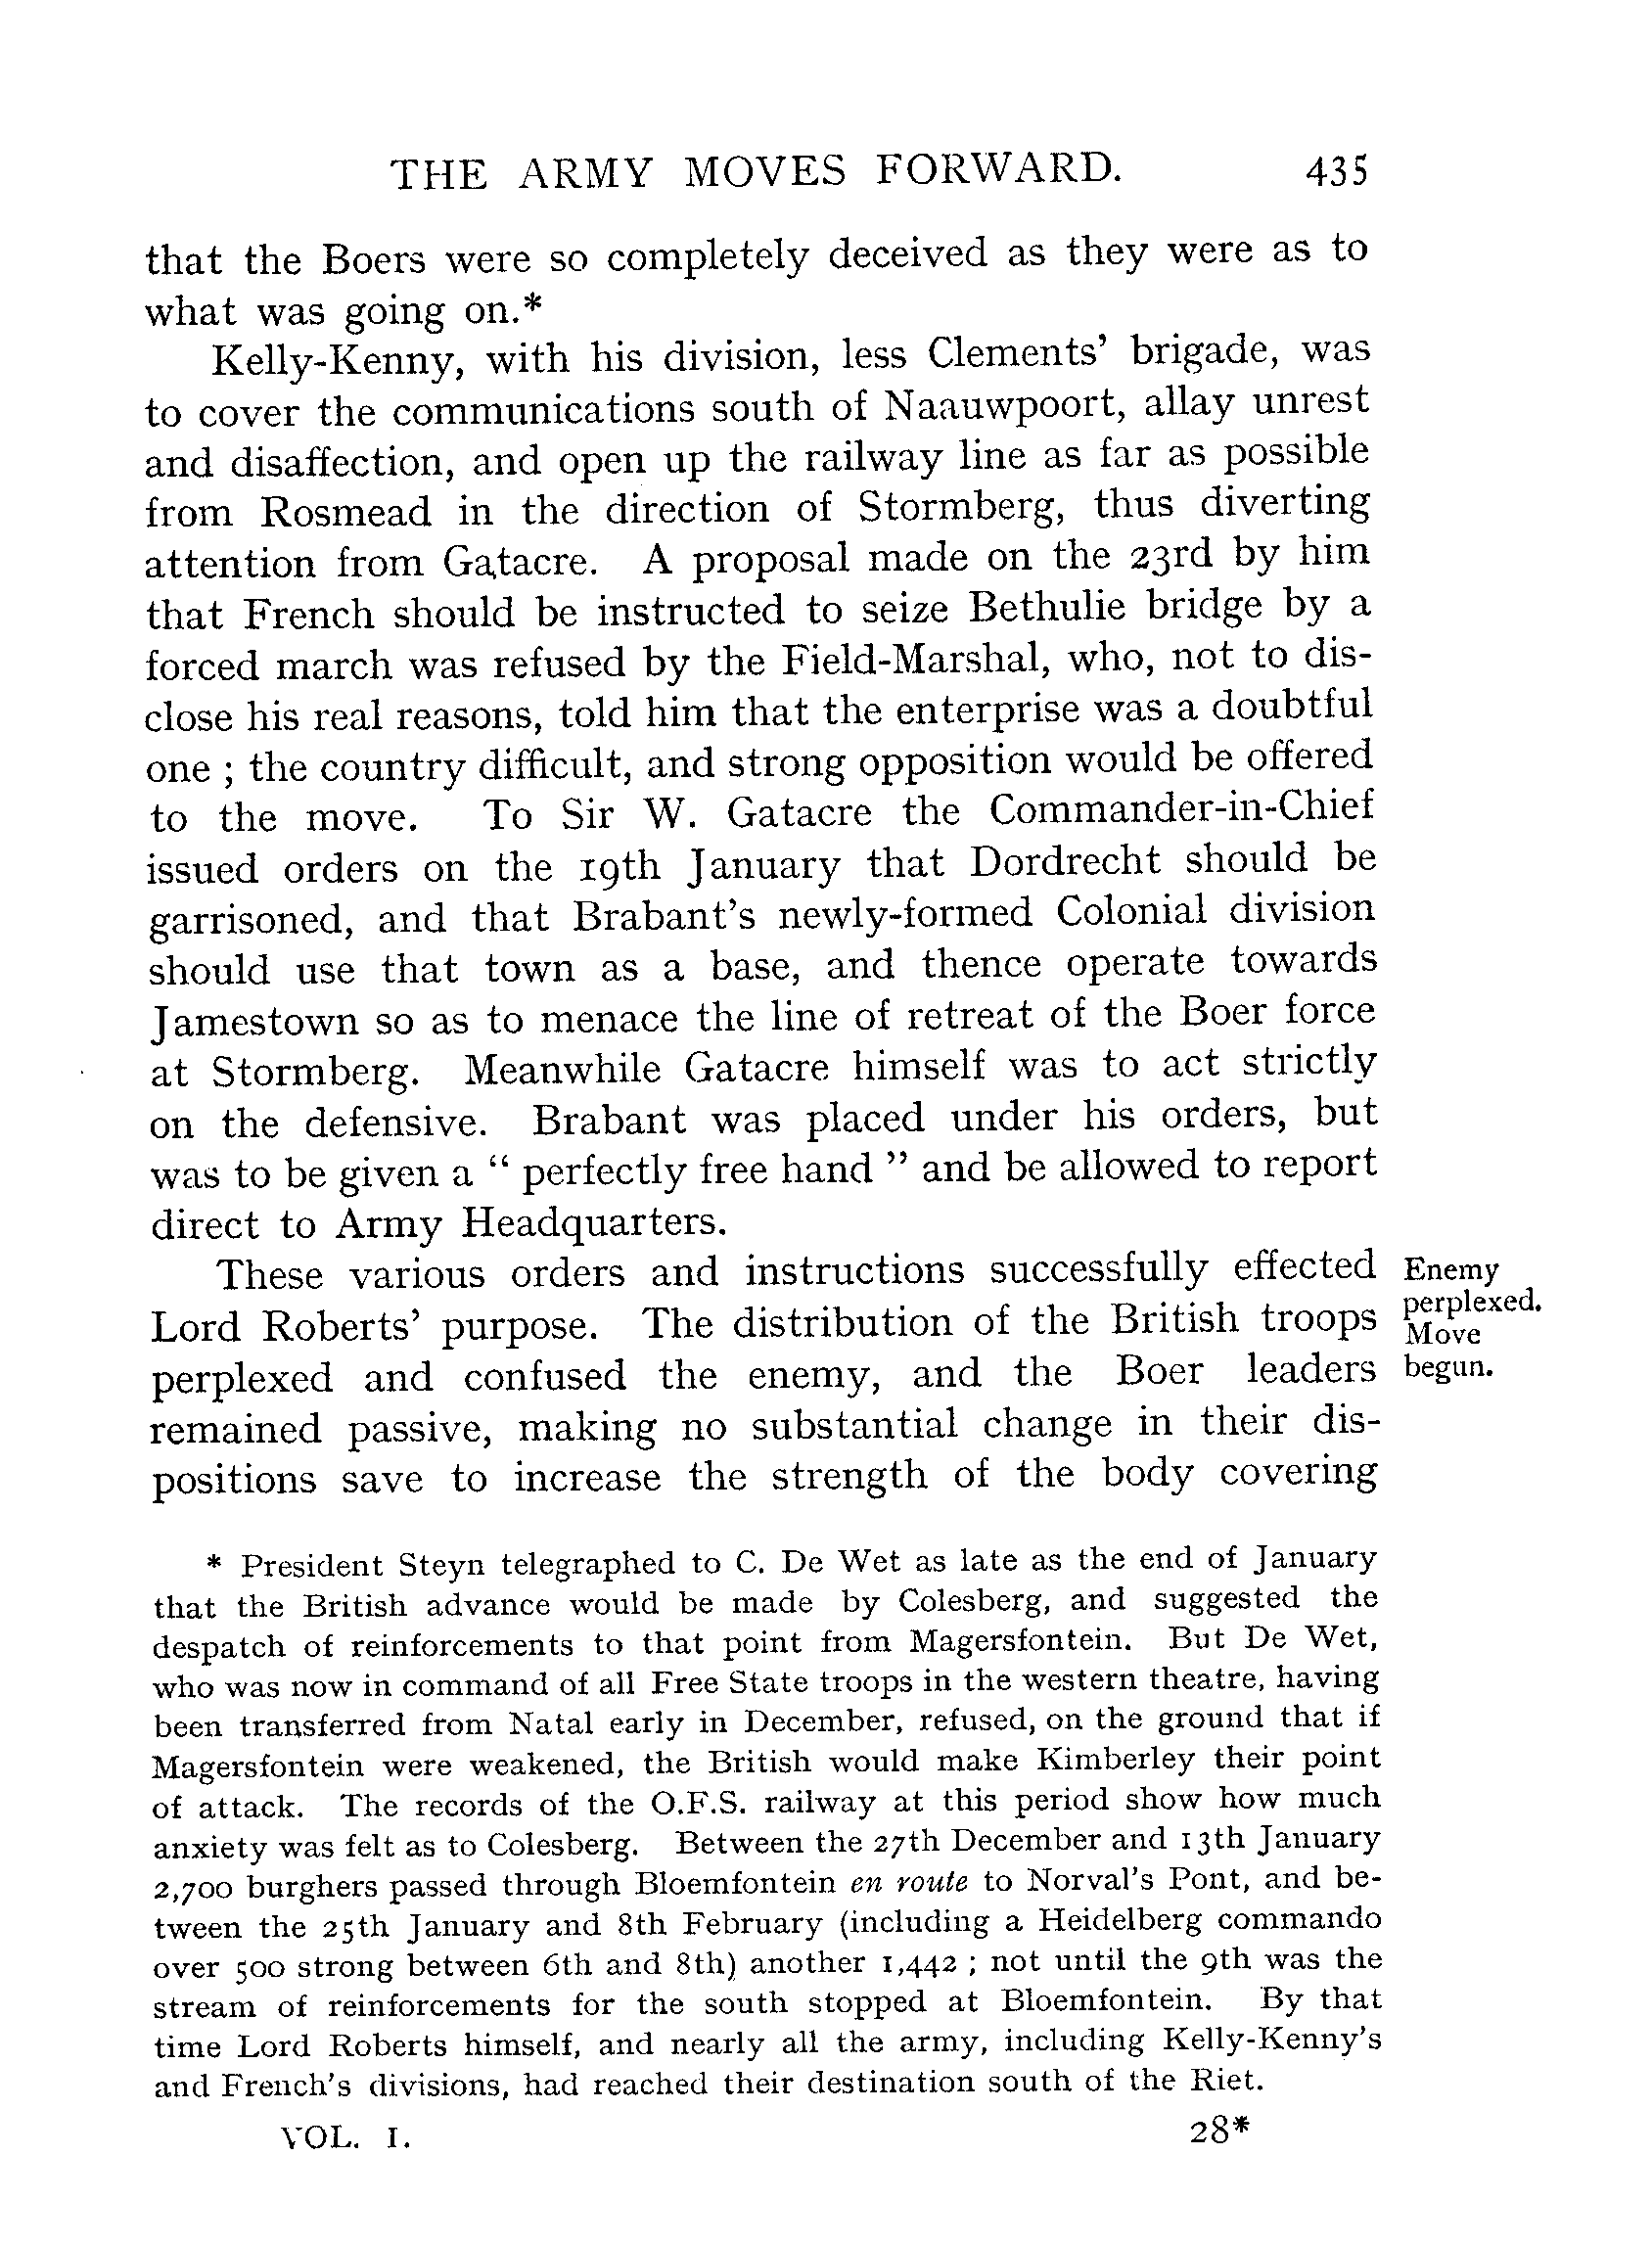 THE ARMY MOVES FORWARD. 435
that the Boers were so completely deceived as they were as to
what was going on.*
Kelly-Kenny, with his division, less Clements' brigade, was
to cover the communications south of Naauwpoort, allay unrest
and disaffection, and open up the railway line as far as possible
from Rosmead in the direction of Stormberg, thus diverting
attention from Gatacre. A proposal made on the 23rd by him
that French should be instructed to seize Bethulie bridge by a
forced march was refused by the Field-Marshal, who, not to dis-
close his real reasons, told him that the enterprise was a doubtful
one ; the country difficult, and strong opposition would be offered
to the move. To Sir W. Gatacre the Commander-in-Chief
issued orders on the 19th January that Dordrecht should be
garrisoned, and that Brabant's newly-formed Colonial division
should use that town as a base, and thence operate towards
Jamestown so as to menace the line of retreat of the Boer force
at Stormberg. Meanwhile Gatacre himself was to act strictly
on the defensive. Brabant was placed under his orders, but
was to be given a " perfectly free hand " and be allowed to report
direct to Army Headquarters.
These various orders and instructions successfully effected
Lord Roberts' purpose. The distribution of the British troops
perplexed and confused the enemy, and the Boer leaders
remained passive, making no substantial change in their dis-
positions save to increase the strength of the body covering
Enemy
perplexed.
Move
begun.
* President Steyn telegraphed to C. De Wet as late as the end of January
that the British advance would be made by Colesberg, and suggested the
despatch of reinforcements to that point from Magersfontein. But De Wet,
who was now in command of all Free State troops in the western theatre, having
been transferred from Natal early in December, refused, on the ground that if
Magersfontein were weakened, the British would make Kimberley their point
of attack. The records of the O.F.S. railway at this period show how much
anxiety was felt as to Colesberg. Between the 27th December and 13th January
2,700 burghers passed through Bloemfontein en route to Norval's Pont, and be-
tween the 25th January and 8th February (including a Heidelberg commando
over 500 strong between 6th and 8th) another 1,442 ; not until the 9th was the
stream of reinforcements for the south stopped at Bloemfontein. By that
time Lord Roberts himself, and nearly all the army, including Kelly-Kenny's
and French's divisions, had reached their destination south of the Riet.
VOL. I. 28*